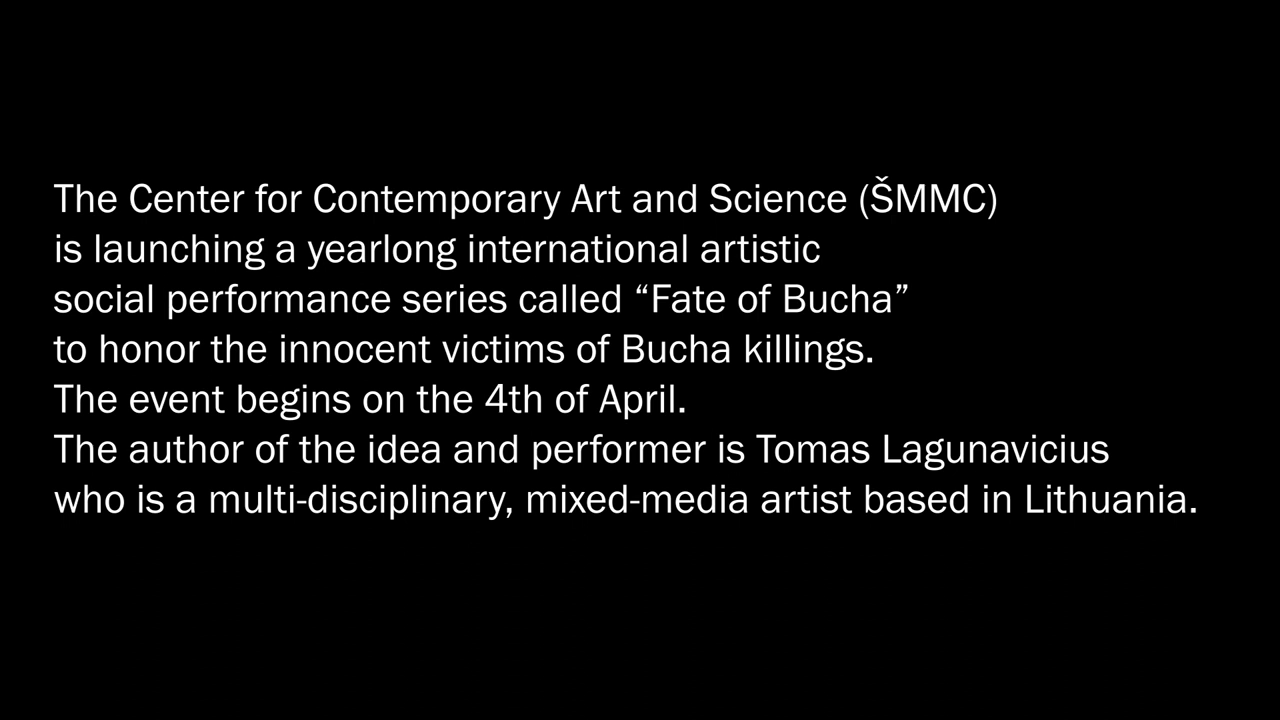 The Center for Contemporary Art and Science (ŠMMC)
is launching a yearlong international artistic
social performance series called “Fate of Bucha”
to honor the innocent victims of Bucha killings.
The event begins on the 4th of April.
The author of the idea and performer is Tomas Lagunavicius
who is a multi-disciplinary, mixed-media artist based in Lithuania.